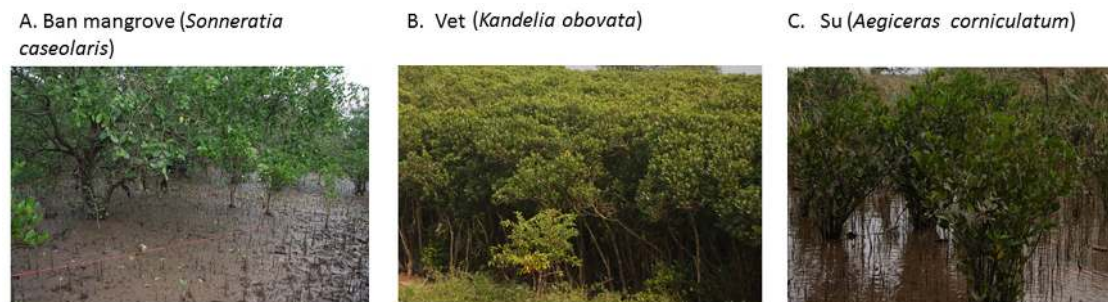 A. Ban mangrove (Sonneratia
caseolaris)
B. Vet (Kandelia obovata)
C. Su (Aegiceras corniculatum)